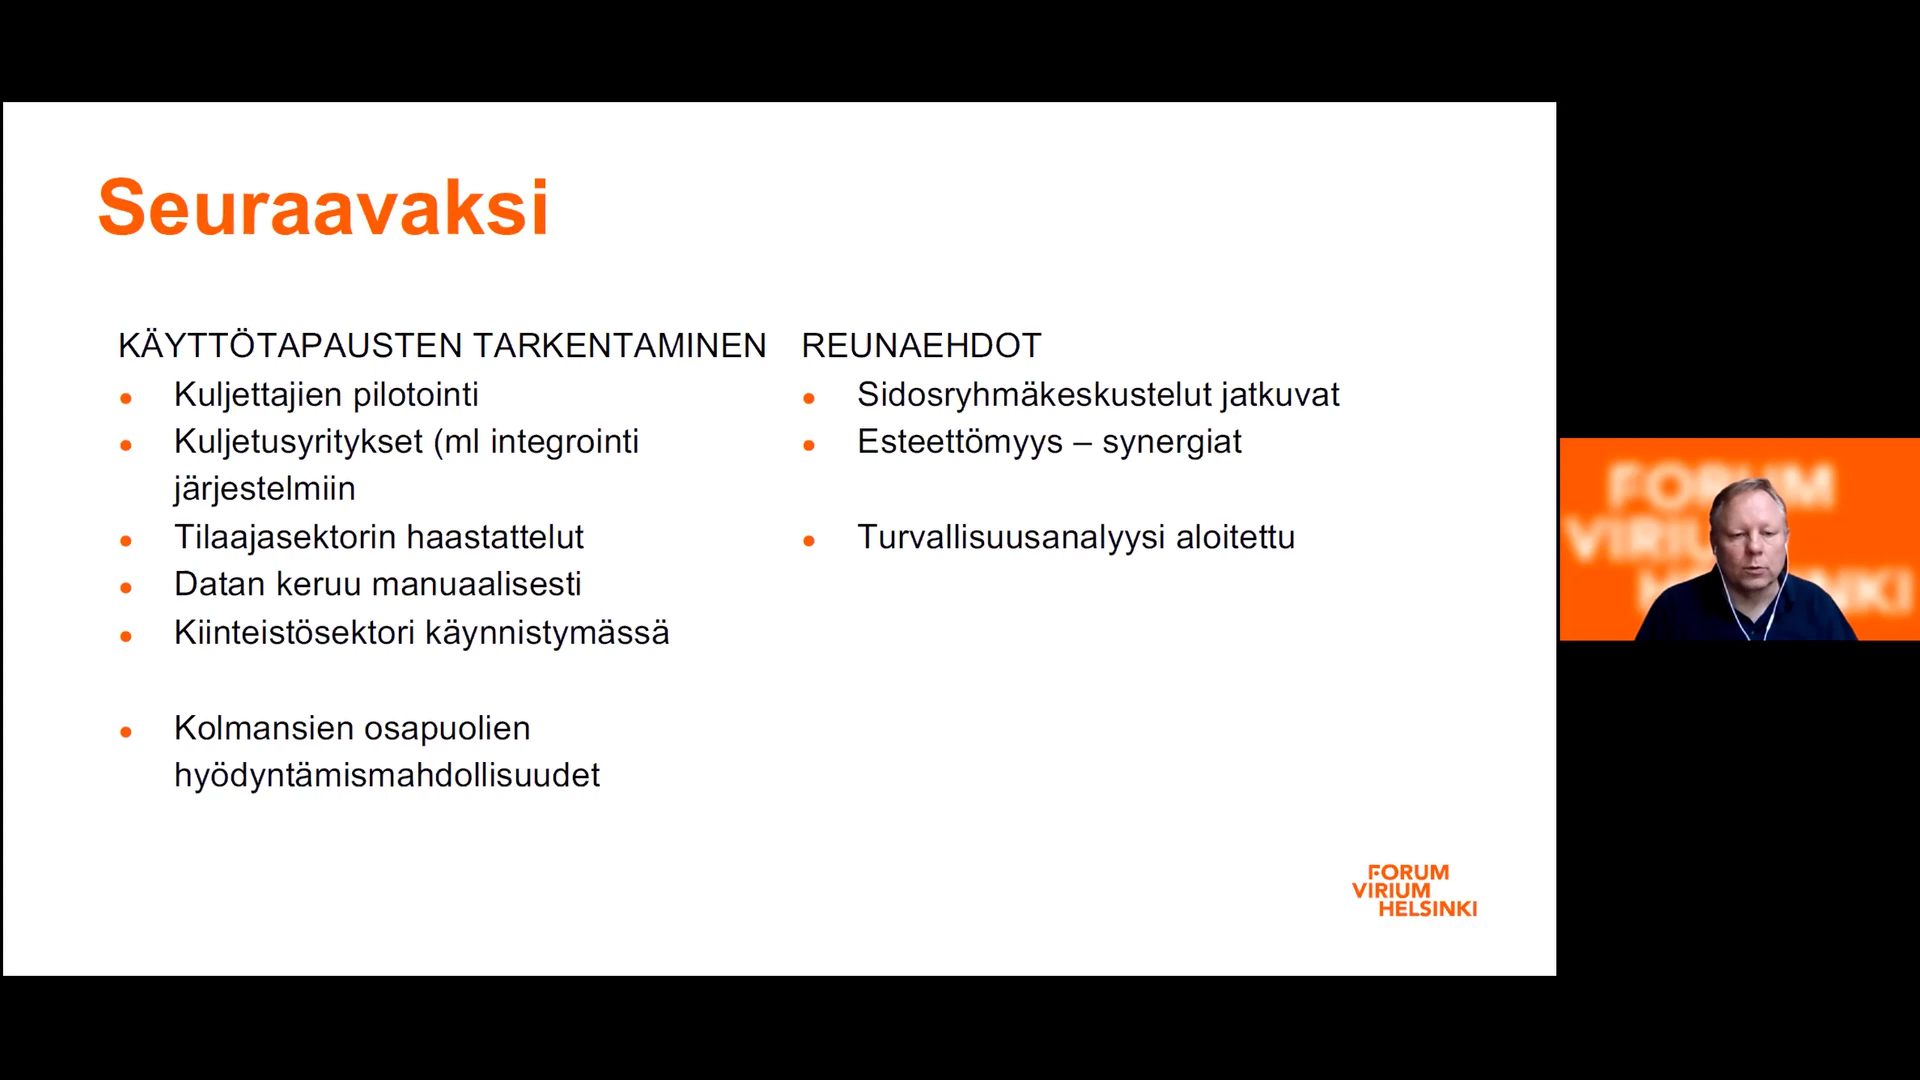 Seuraavaksi
KÄYTTÖTAPAUSTEN TARKENTAMINEN
Kuljettajien pilotointi
Kuljetusyritykset (ml integrointi
järjestelmiin
Tilaajasektorin haastattelut
Datan keruu manuaalisesti
Kiinteistösektori käynnistymässä
Kolmansien osapuolien
hyödyntämismahdollisuudet
REUNAEHDOT
Sidosryhmäkeskustelut jatkuvat
Esteettömyys – synergiat
Turvallisuusanalyysi aloitettu
FORUM
VIRIUM
HELSINKI